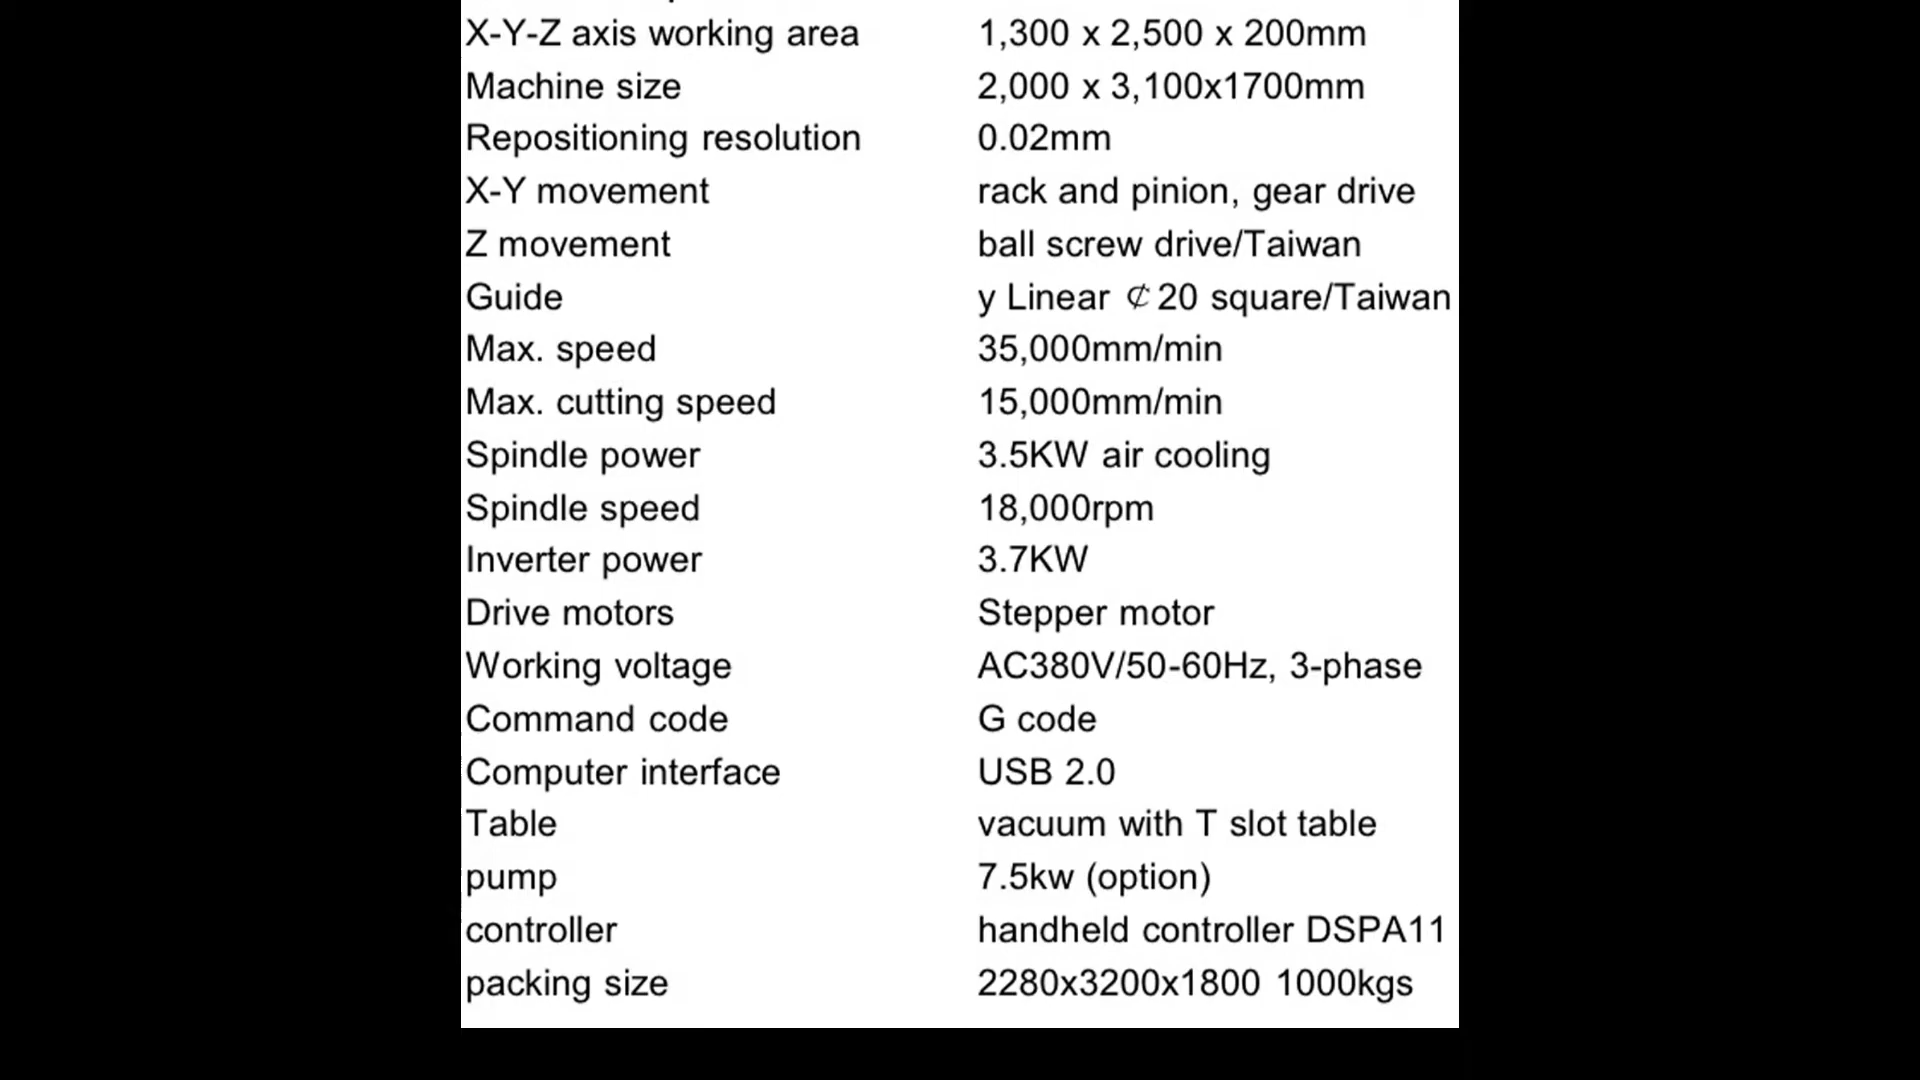 X-Y-Z axis working area 1,300 x 2,500 x 200mm
Machine size 2,000 x 3,100x1700mm
Repositioning resolution 0.02mm
X-Y movement rack and pinion, gear drive
Z movement ball screw drive/Taiwan
Guide y Linear ₵20 square/Taiwan
Max. speed 35,000mm/min
Max. cutting speed 15,000mm/min
Spindle power 3.5KW air cooling
Spindle speed 18,000rpm
Inverter power 3.7KW
Drive motors Stepper motor
Working voltage AC380V/50-60Hz, 3-phase
Command code G code
Computer interface USB 2.0
Table vacuum with T slot table
pump 7.5kw (option)
controller handheld controller DSPA11
packing size 2280x3200x1800 1000kgs